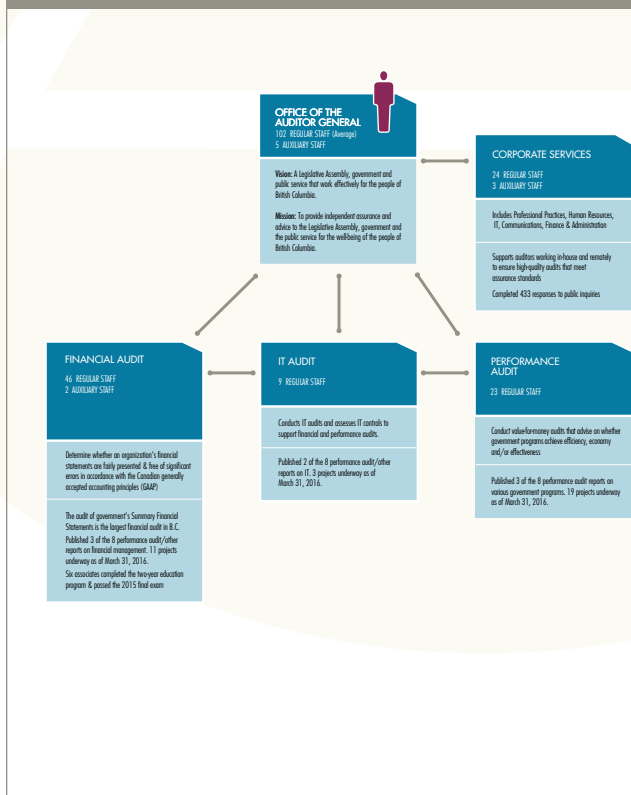 OFFICE OF THE
AUDITOR GENERAL
102 REGULAR STAFF (Average)
5 AUXILIARY STAFF
Vision: A Legislative Assembly, government and
public service that work effectively for the people of
British Columbia.
Mission: To provide independent assurance and
advice to the Legislative Assembly, government and
the public service for the well-being of the people of
British Columbia.
CORPORATE SERVICES
24 REGULAR STAFF
3 AUXILIARY STAFF
Includes Professional Practices, Human Resources,
IT, Communications, Finance & Administration
Supports auditors working in-house and remotely
to ensure high-quality audits that meet
assurance standards
Completed 433 responses to public inquiries
FINANCIAL AUDIT
46 REGULAR STAFF
2 AUXILIARY STAFF
Determine whether an organization's financial
statements are fairly presented & free of significant
errors in accordance with the Canadian generally
accepted accounting principles (GAAP)
The audit of government's Summary Financial
Statements is the largest financial audit in B.C.
Published 3 of the 8 performance audit/other
reports on financial management. 11 projects
underway as of March 31, 2016.
Six associates completed the two-year education
program & passed the 2015 final exam
IT AUDIT
9 REGULAR STAFF
Conducts IT audits and assesses IT controls to
support financial and performance audits.
Published 2 of the 8 performance audit/other
reports on IT. 3 projects underway as of
March 31, 2016.
PERFORMANCE
AUDIT
23 REGULAR STAFF
Conduct value-for-money audits that advise on whether
government programs achieve efficiency, economy
and/or effectiveness
Published 3 of the 8 performance audit reports on
various government programs. 19 projects underway
as of March 31, 2016.